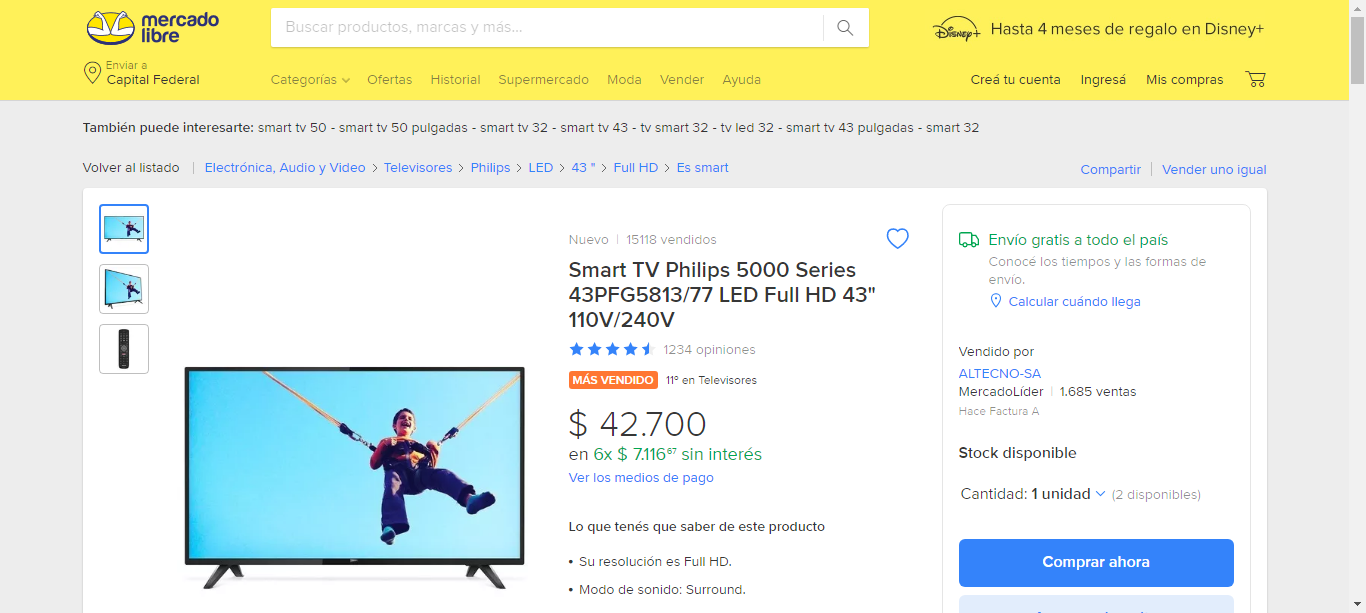 mercado
libre
Buscar productos, marcas y más...
Disney+
Hasta 4 meses de regalo en Disney+
Enviar a
Capital Federal
Categorías
Ofertas
Historial
Supermercado
Moda
Vender
Ayuda
Creá tu cuenta
Ingresá
Mis compras
También puede interesarte: smart tv 50 - smart tv 50 pulgadas - smart tv 32 - smart tv 43 - tv smart 32 - tv led 32 - smart tv 43 pulgadas - smart 32
Volver al listado | Electrónica, Audio y Video > Televisores > Philips > LED > 43 " > Full HD > Es smart
Compartir | Vender uno igual
Nuevo | 15118 vendidos
Smart TV Philips 5000 Series
43PFG5813/77 LED Full HD 43"
110V/240V
1234 opiniones
MÁS VENDIDO 11º en Televisores
$ 42.700
en 6x $ 7.116⁶⁷ sin interés
Ver los medios de pago
Lo que tenés que saber de este producto
• Su resolución es Full HD.
• Modo de sonido: Surround.
Envío gratis a todo el país
Conocé los tiempos y las formas de
envío.
Calcular cuándo llega
Vendido por
ALTECNO-SA
MercadoLíder | 1.685 ventas
Hace Factura A
Stock disponible
Cantidad: 1 unidad (2 disponibles)
Comprar ahora